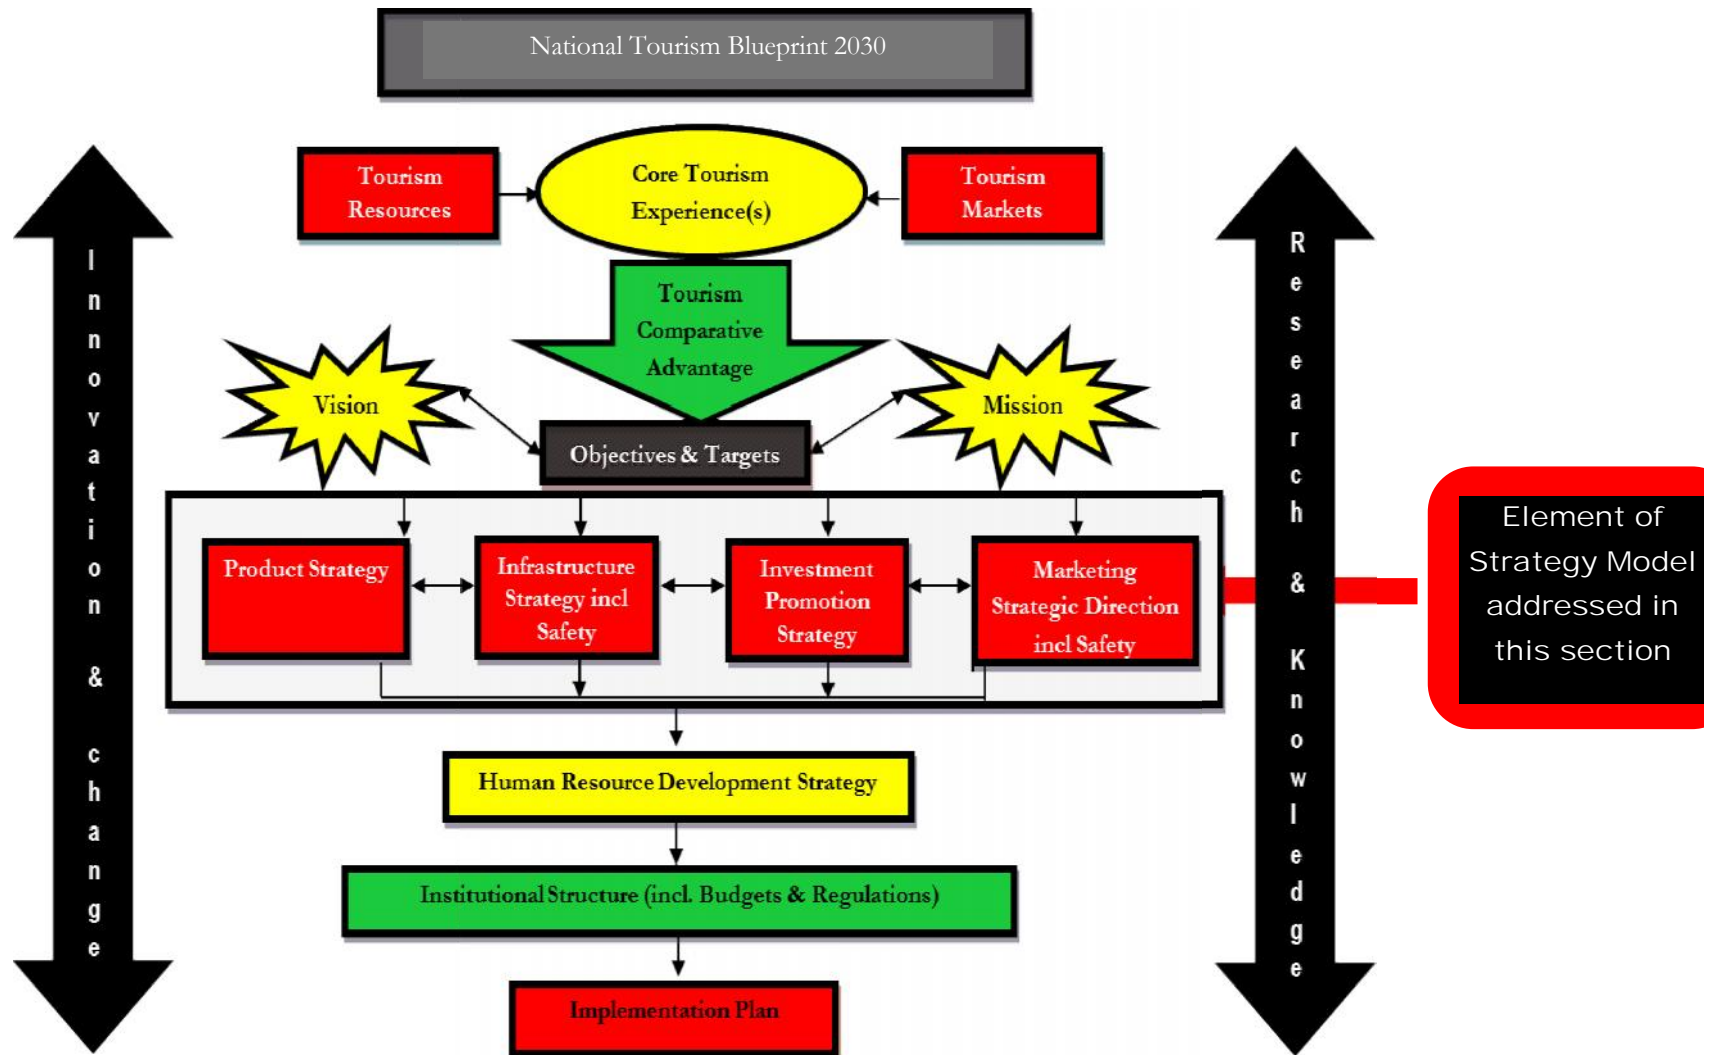 National Tourism Blueprint 2030
Tourism
Resources
Core Tourism
Experience(s)
Tourism
Markets
Tourism
Comparative
Advantage
Vision
Mission
Objectives & Targets
Product Strategy
Infrastructure
Strategy incl
Safety
Investment
Promotion
Strategy
Marketing
Strategic Direction
incl Safety
Human Resource Development Strategy
Institutional Structure (incl. Budgets & Regulations)
Implementation Plan
Innovation & change
Research & Knowledge
Element of
Strategy Model
addressed in
this section